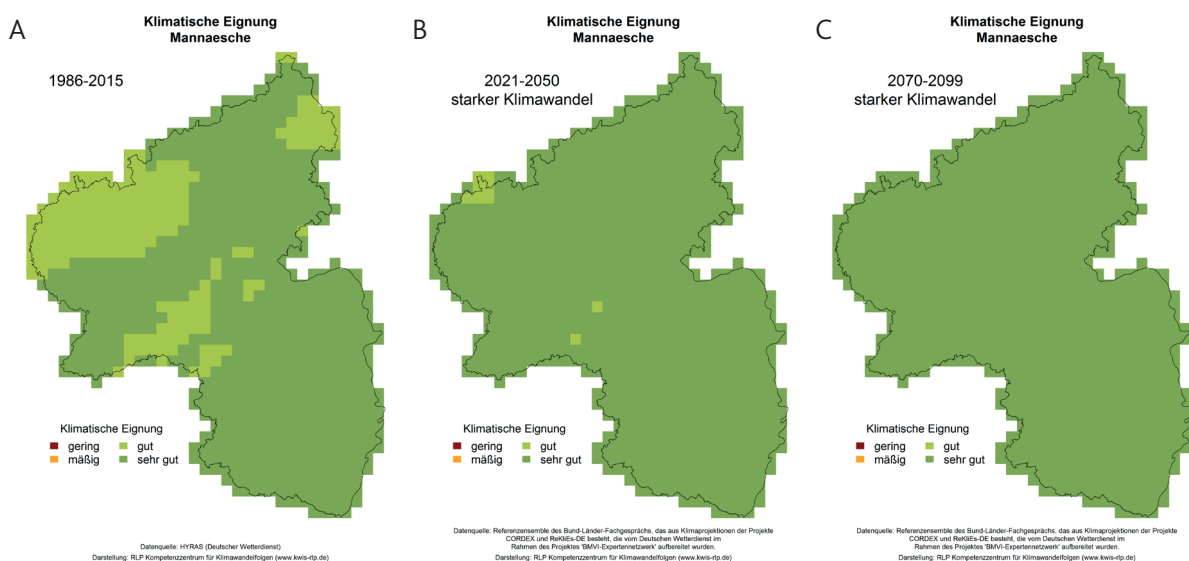 A
Klimatische Eignung
Mannaesche
1986-2015
Klimatische Eignung
gering
gut
mäßig
sehr gut
Datenquelle: HYRAS (Deutscher Wetterdienst)
Darstellung: RLP Kompetenzzentrum für Klimawandelfolgen (www.kwis-rlp.de)
B
Klimatische Eignung
Mannaesche
2021-2050
starker Klimawandel
Klimatische Eignung
gering
gut
mäßig
sehr gut
Datenquelle: Referenzensemble des Bund-Länder-Fachgesprächs, das aus Klimaprojektionen der Projekte
CORDEX und ReKliEs-DE besteht, die vom Deutschen Wetterdienst im
Rahmen des Projektes 'BMVI-Expertennetzwerk' aufbereitet wurden.
Darstellung: RLP Kompetenzzentrum für Klimawandelfolgen (www.kwis-rlp.de)
C
Klimatische Eignung
Mannaesche
2070-2099
starker Klimawandel
Klimatische Eignung
gering
gut
mäßig
sehr gut
Datenquelle: Referenzensemble des Bund-Länder-Fachgesprächs, das aus Klimaprojektionen der Projekte
CORDEX und ReKliEs-DE besteht, die vom Deutschen Wetterdienst im
Rahmen des Projektes 'BMVI-Expertennetzwerk' aufbereitet wurden.
Darstellung: RLP Kompetenzzentrum für Klimawandelfolgen (www.kwis-rlp.de)